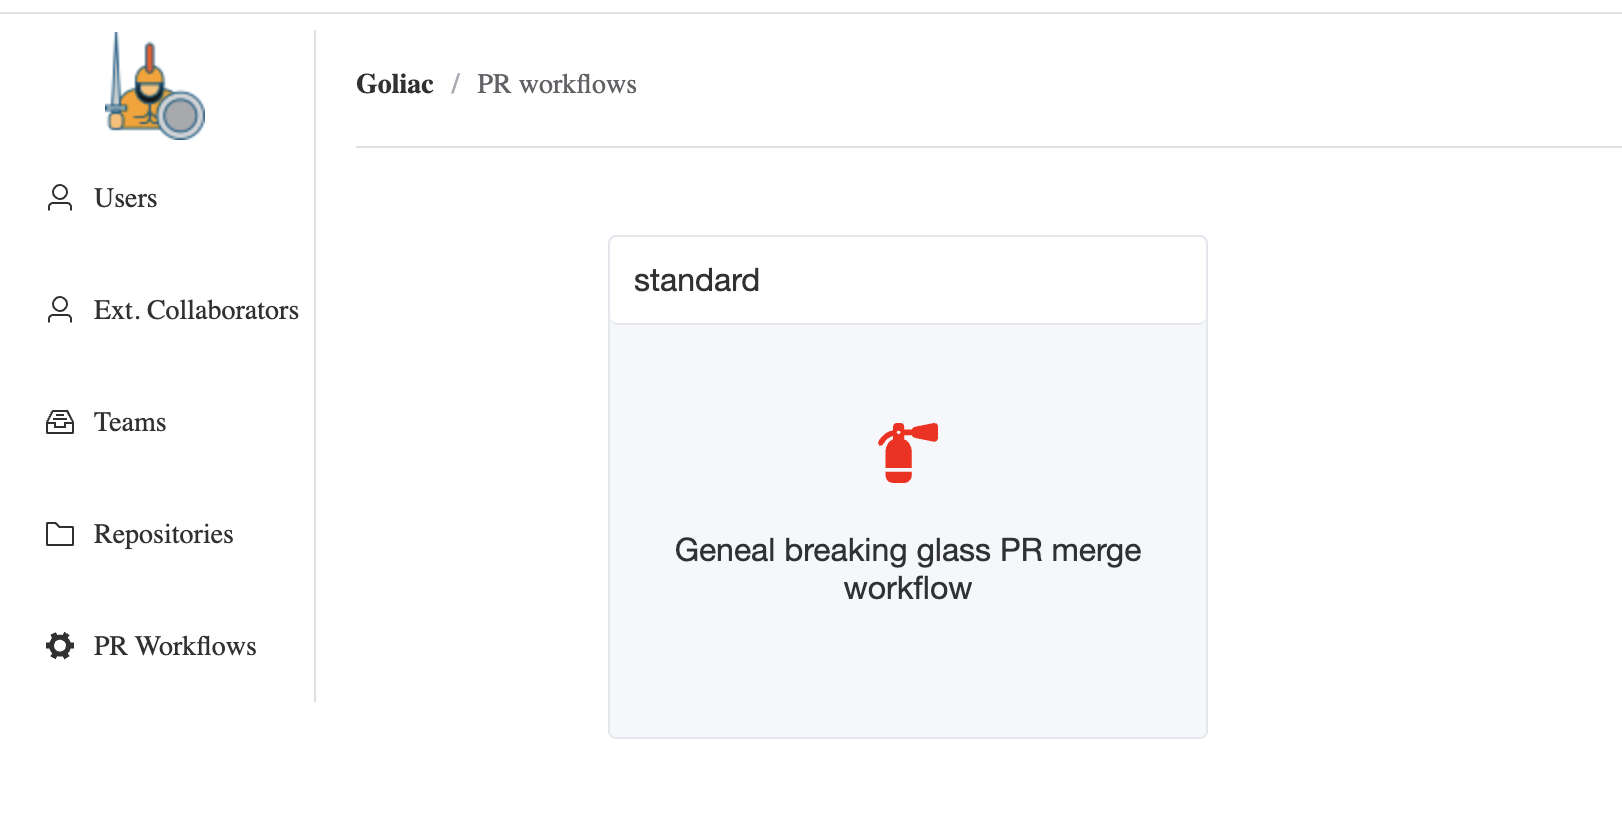 Goliac / PR workflows
Users
Ext. Collaborators
Teams
Repositories
PR Workflows
standard
Geneal breaking glass PR merge
workflow